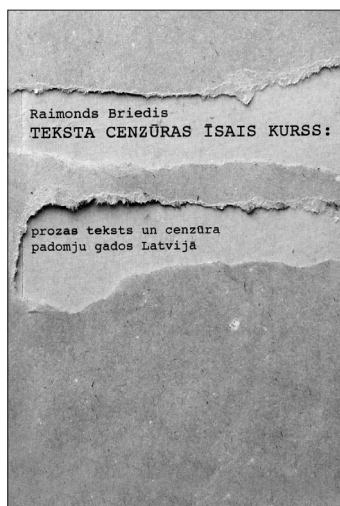 Raimonds Briedis
TEKSTA CENZŪRAS ĪSAIS KURSS:
prozas teksts un cenzūra
padomju gados Latvijā